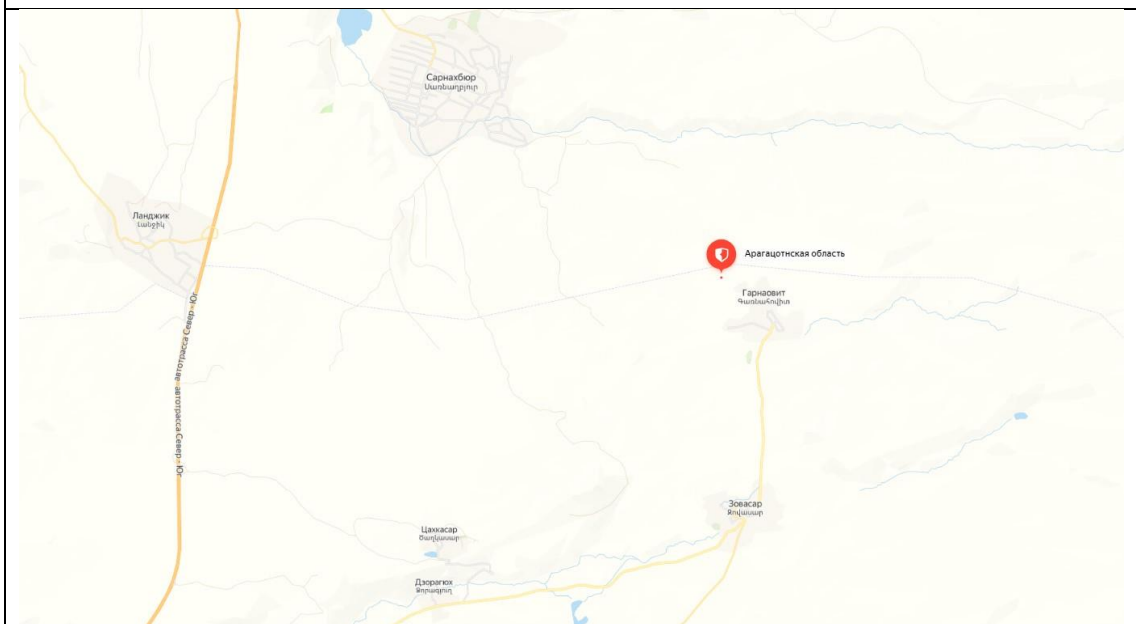 Сарнахбюр
Սառնաղբյուր
Ланджик
Լանջիկ
Арагацотнская область
Гарнаовит
Գառնահովիտ
автотрасса Север - Юг
автотрасса Север - Юг
Зовасар
Զովասար
Цахкасар
Ծաղկասար
Дзорагюх
Ձորագյուղ